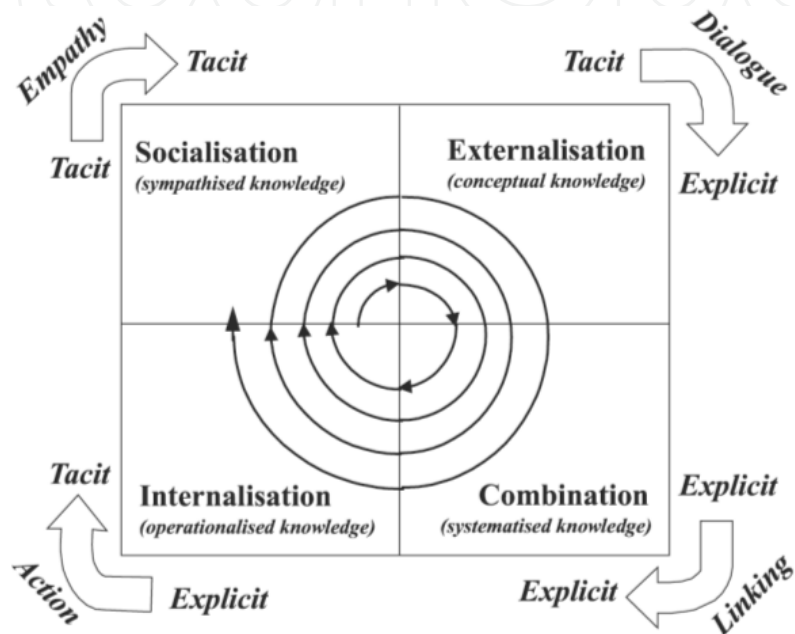 Empathy
Tacit
Tacit
Dialogue
Tacit
Explicit
Socialisation
(sympathised knowledge)
Externalisation
(conceptual knowledge)
Internalisation
(operationalised knowledge)
Combination
(systematised knowledge)
Tacit
Action
Explicit
Explicit
Explicit
Linking